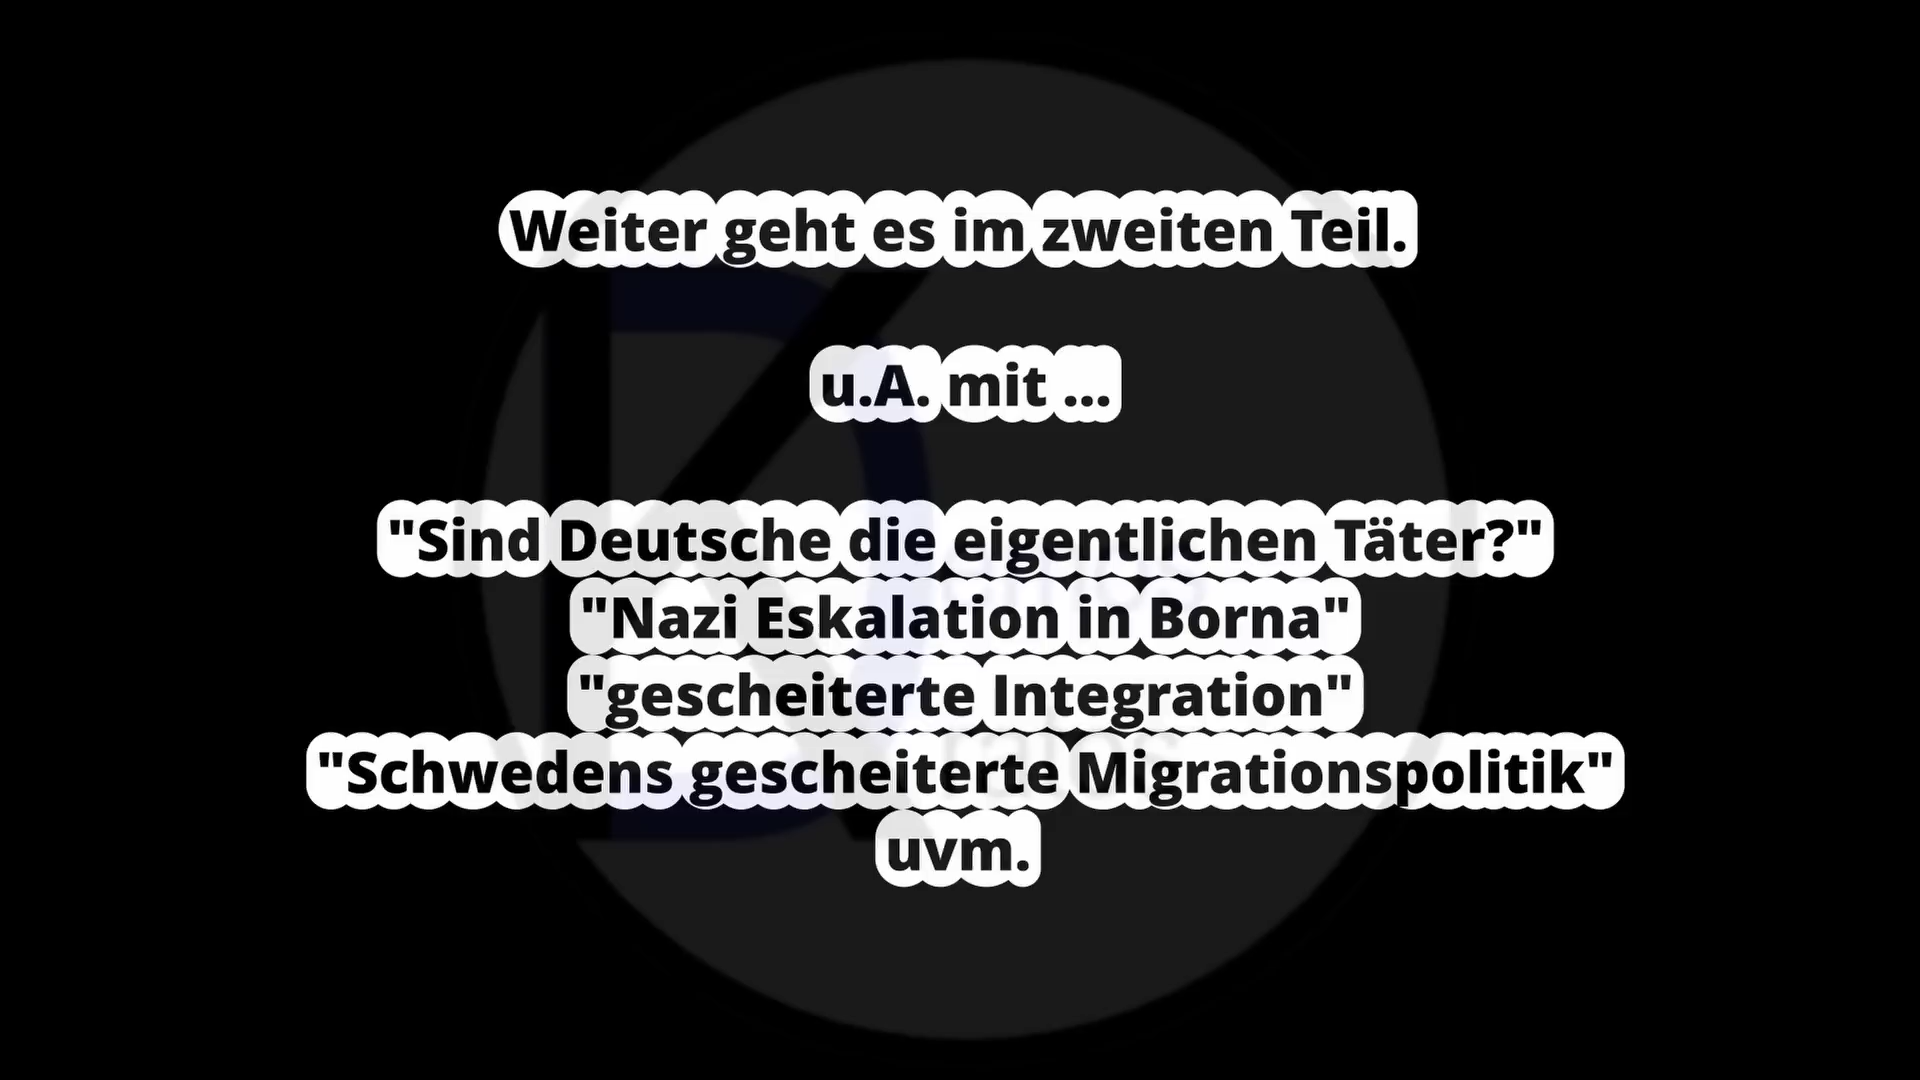 Weiter geht es im zweiten Teil.
u.A. mit ...
"Sind Deutsche die eigentlichen Täter?"
"Nazi Eskalation in Borna"
"gescheiterte Integration"
"Schwedens gescheiterte Migrationspolitik"
uvm.